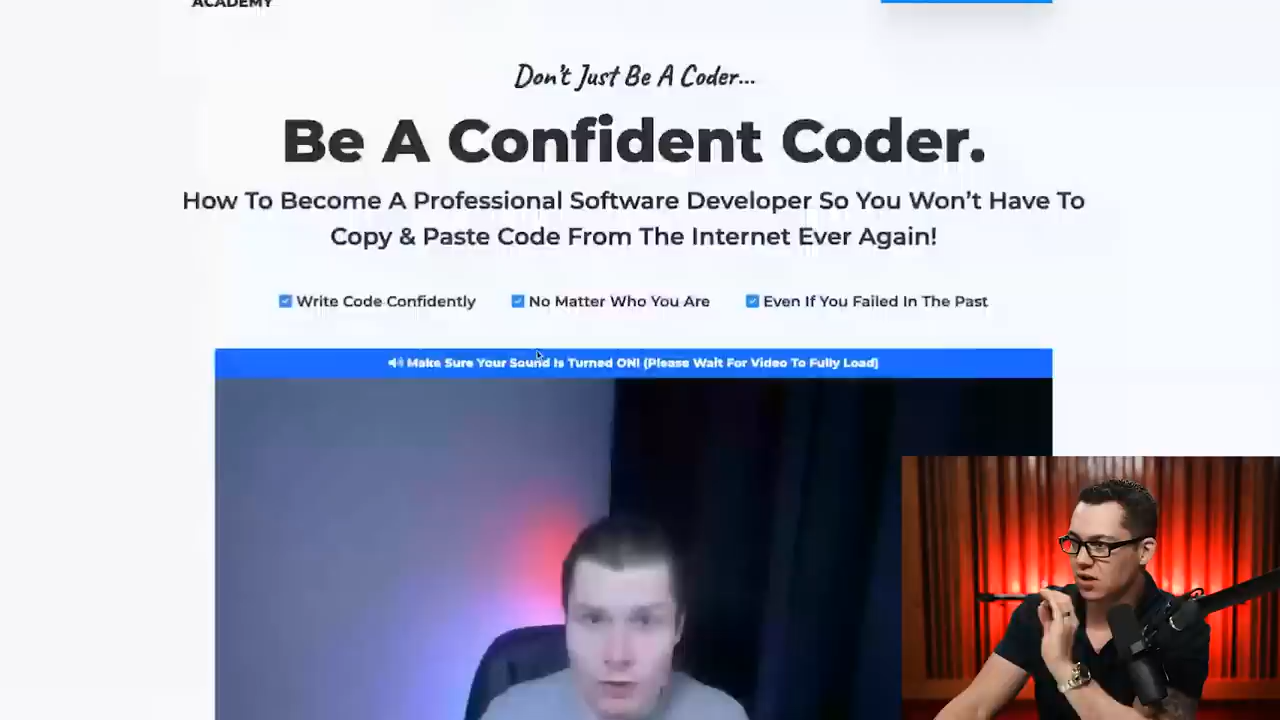 ACADEMY
Don't Just Be A Coder...
Be A Confident Coder.
How To Become A Professional Software Developer So You Won't Have To
Copy & Paste Code From The Internet Ever Again!
Write Code Confidently
No Matter Who You Are
Even If You Failed In The Past
Make Sure Your Sound Is Turned ON! (Please Wait For Video To Fully Load)